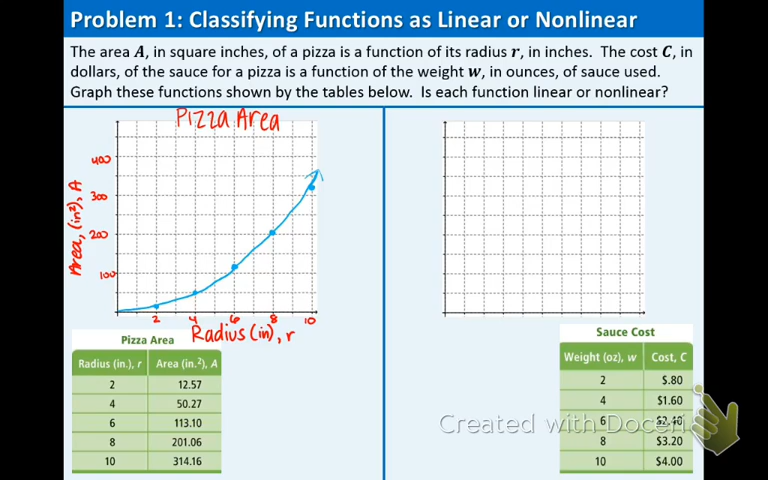 Problem 1: Classifying Functions as Linear or Nonlinear
The area A, in square inches, of a pizza is a function of its radius r, in inches. The cost C, in
dollars, of the sauce for a pizza is a function of the weight w, in ounces, of sauce used.
Graph these functions shown by the tables below. Is each function linear or nonlinear?
Pizza Area
Area, (in²), A
400
300
200
100
2 4 6 8 10
Radius (in), r
Pizza Area
Radius (in.), r Area (in.²), A
2 12.57
4 50.27
6 113.10
8 201.06
10 314.16
Sauce Cost
Weight (oz), w Cost, C
2 $.80
4 $1.60
6 $2.40
8 $3.20
10 $4.00
Created with Doceri